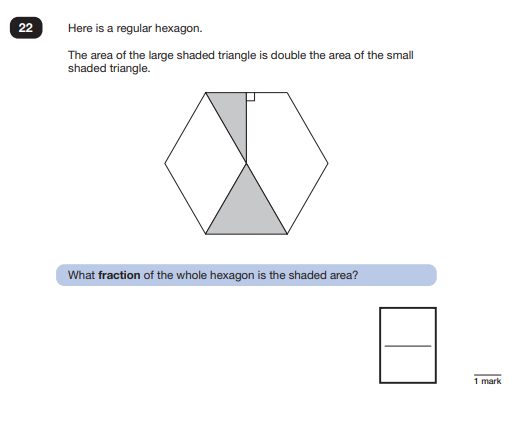 22
Here is a regular hexagon.
The area of the large shaded triangle is double the area of the small
shaded triangle.
What fraction of the whole hexagon is the shaded area?
1 mark